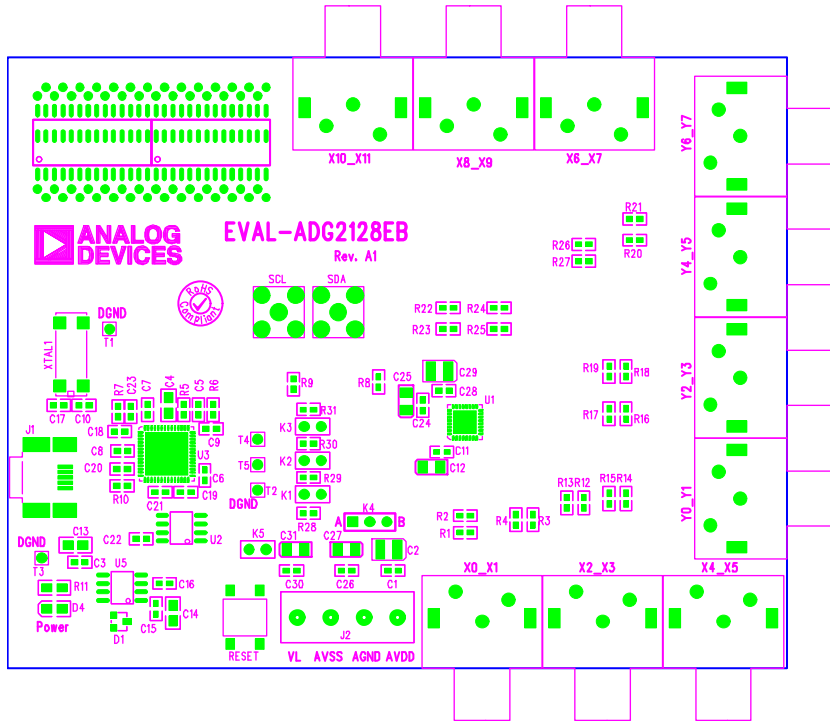 X10_X11
X8_X9
X6_X7
Y6_Y7
ANALOG
DEVICES
EVAL-ADG2128EB
Rev. A1
R21
R20
R26
R27
Y4_Y5
RoHS
Compliant
SCL
SDA
DGND
T1
XTAL1
R22
R24
R23
R25
Y2_Y3
R19
R18
R17
R16
C29
C28
C25
C24
R8
R9
U1
C11
C12
R7
C23
C7
C4
R5
C5
R6
C17
C10
C18
C9
J1
C8
U3
C20
C6
R10
C21
C19
R31
K3
T4
R30
K2
T5
R29
K1
T2
DGND
R28
K4
A
B
R2
R1
R4
R3
R13
R12
R15
R14
Y0_Y1
C22
U2
K5
C31
C27
C2
C30
C26
C1
DGND
C13
C3
T3
U5
C16
R11
D4
Power
D1
C15
C14
RESET
J2
VL AVSS AGND AVDD
X0_X1
X2_X3
X4_X5